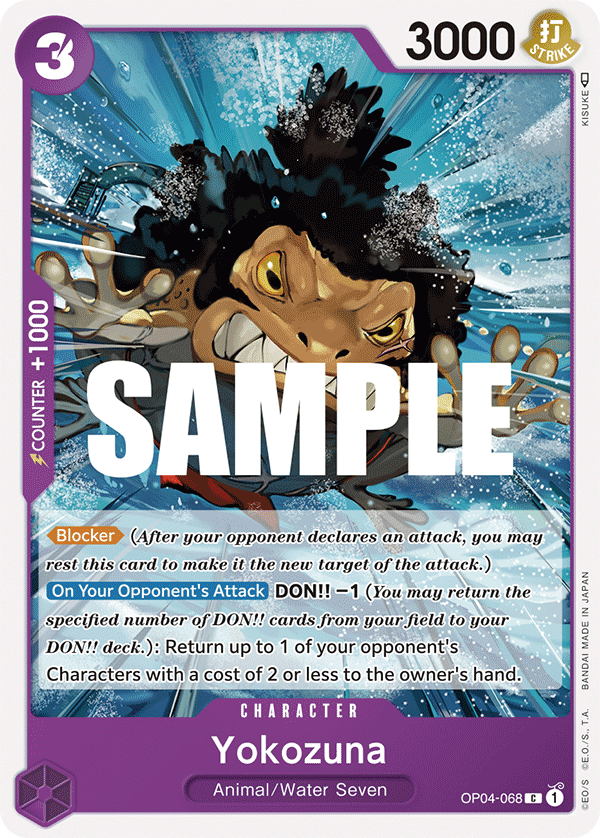 3
3000
打
STRIKE
KISUKE
COUNTER +1000
SAMPLE
Blocker (After your opponent declares an attack, you may
rest this card to make it the new target of the attack.)
On Your Opponent's Attack DON!! −1 (You may return the
specified number of DON!! cards from your field to your
DON!! deck.): Return up to 1 of your opponent's
Characters with a cost of 2 or less to the owner's hand.
CHARACTER
Yokozuna
Animal/Water Seven
OP04-068 C 1
©EO/S ©E.O./S., T.A. BANDAI MADE IN JAPAN